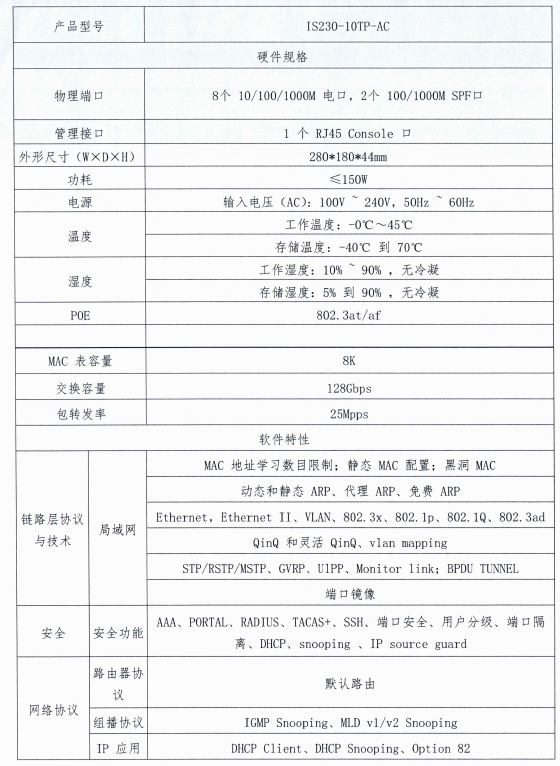 产品型号 IS230-10TP-AC
硬件规格
物理端口 8个 10/100/1000M 电口，2个 100/1000M SPF口
管理接口 1 个 RJ45 Console 口
外形尺寸（W×D×H） 280*180*44mm
功耗 ≤150W
电源 输入电压（AC）：100V ~ 240V，50Hz ~ 60Hz
温度
工作温度：-0℃～45℃
存储温度：-40℃ 到 70℃
湿度
工作湿度：10% ~ 90% ，无冷凝
存储湿度：5% 到 90% ，无冷凝
POE 802.3at/af
MAC 表容量 8K
交换容量 128Gbps
包转发率 25Mpps
软件特性
链路层协议
与技术
局域网
MAC 地址学习数目限制；静态 MAC 配置；黑洞 MAC
动态和静态 ARP、代理 ARP、免费 ARP
Ethernet，Ethernet II、VLAN、802.3x、802.1p、802.1Q、802.3ad
QinQ 和灵活 QinQ、vlan mapping
STP/RSTP/MSTP、GVRP、U1PP、Monitor link；BPDU TUNNEL
端口镜像
安全 安全功能
AAA、PORTAL、RADIUS、TACAS+、SSH、端口安全、用户分级、端口隔
离、DHCP、snooping 、IP source guard
网络协议
路由器协
议
默认路由
组播协议 IGMP Snooping、MLD v1/v2 Snooping
IP 应用 DHCP Client、DHCP Snooping、Option 82